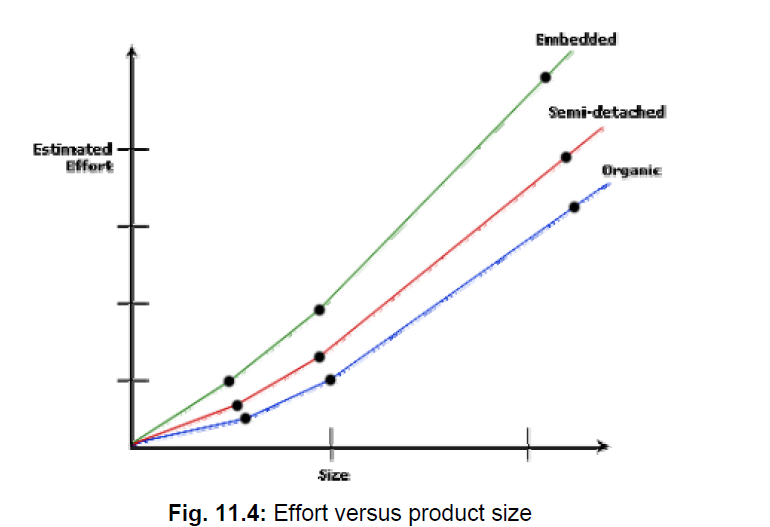 Embedded
Semi-detached
Estimated
Effort
Organic
Size
Fig. 11.4: Effort versus product size